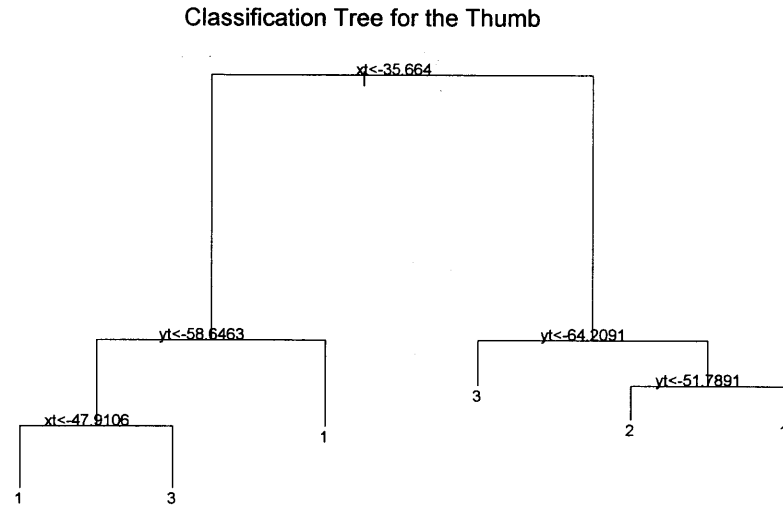 Classification Tree for the Thumb
xt<-35.664
yt<-58.6463
yt<-64.2091
yt<-51.7891
3
xt<-47.9106
1
2
1
3